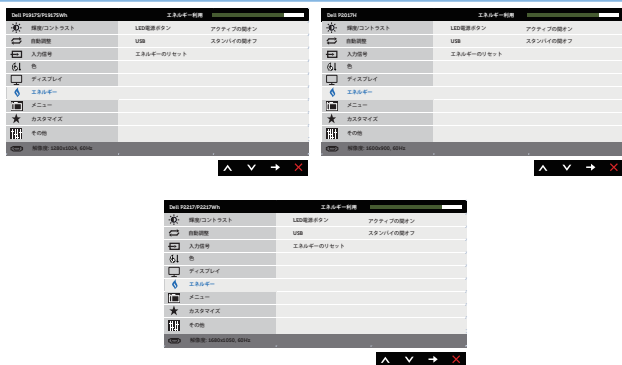 Dell P1917S/P1917SWh エネルギー利用
輝度/コントラスト LED電源ボタン アクティブの間オン
自動調整 USB スタンバイの間オフ
入力信号 エネルギーのリセット
色
ディスプレイ
エネルギー
メニュー
カスタマイズ
その他
解像度: 1280x1024, 60Hz
Dell P2017H エネルギー利用
輝度/コントラスト LED電源ボタン アクティブの間オン
自動調整 USB スタンバイの間オフ
入力信号 エネルギーのリセット
色
ディスプレイ
エネルギー
メニュー
カスタマイズ
その他
解像度: 1600x900, 60Hz
Dell P2217/P2217Wh エネルギー利用
輝度/コントラスト LED電源ボタン アクティブの間オン
自動調整 USB スタンバイの間オフ
入力信号 エネルギーのリセット
色
ディスプレイ
エネルギー
メニュー
カスタマイズ
その他
解像度: 1680x1050, 60Hz